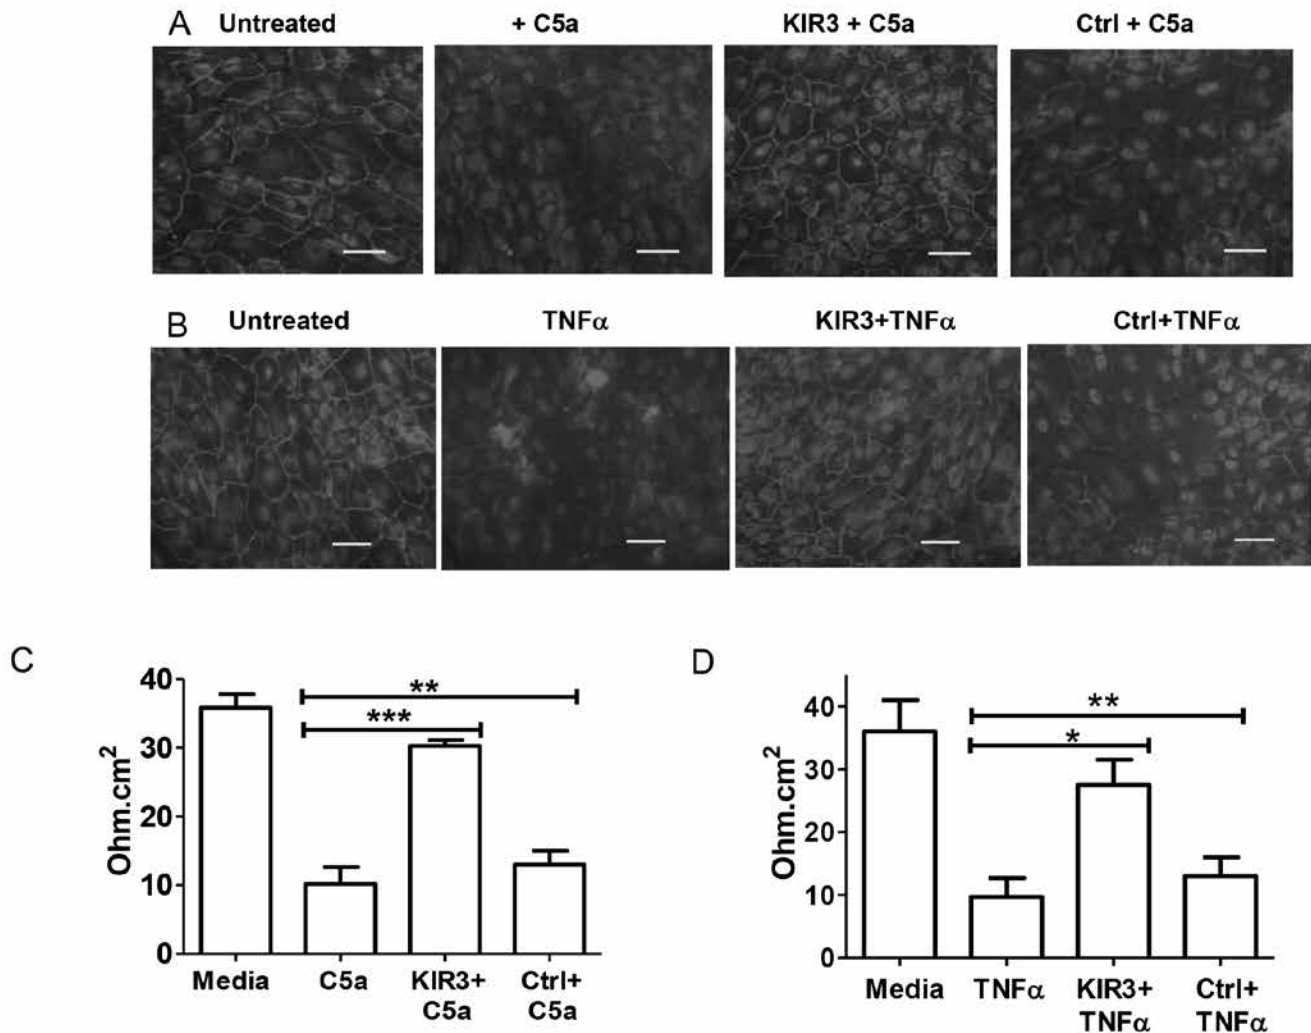 A Untreated + C5a KIR3 + C5a Ctrl + C5a
B Untreated TNFα KIR3+TNFα Ctrl+TNFα
C
Ohm.cm²
40
30
20
10
0
**
***
Media C5a KIR3+ Ctrl+
C5a C5a
D
Ohm.cm²
40
30
20
10
0
**
*
Media TNFα KIR3+ Ctrl+
TNFα TNFα